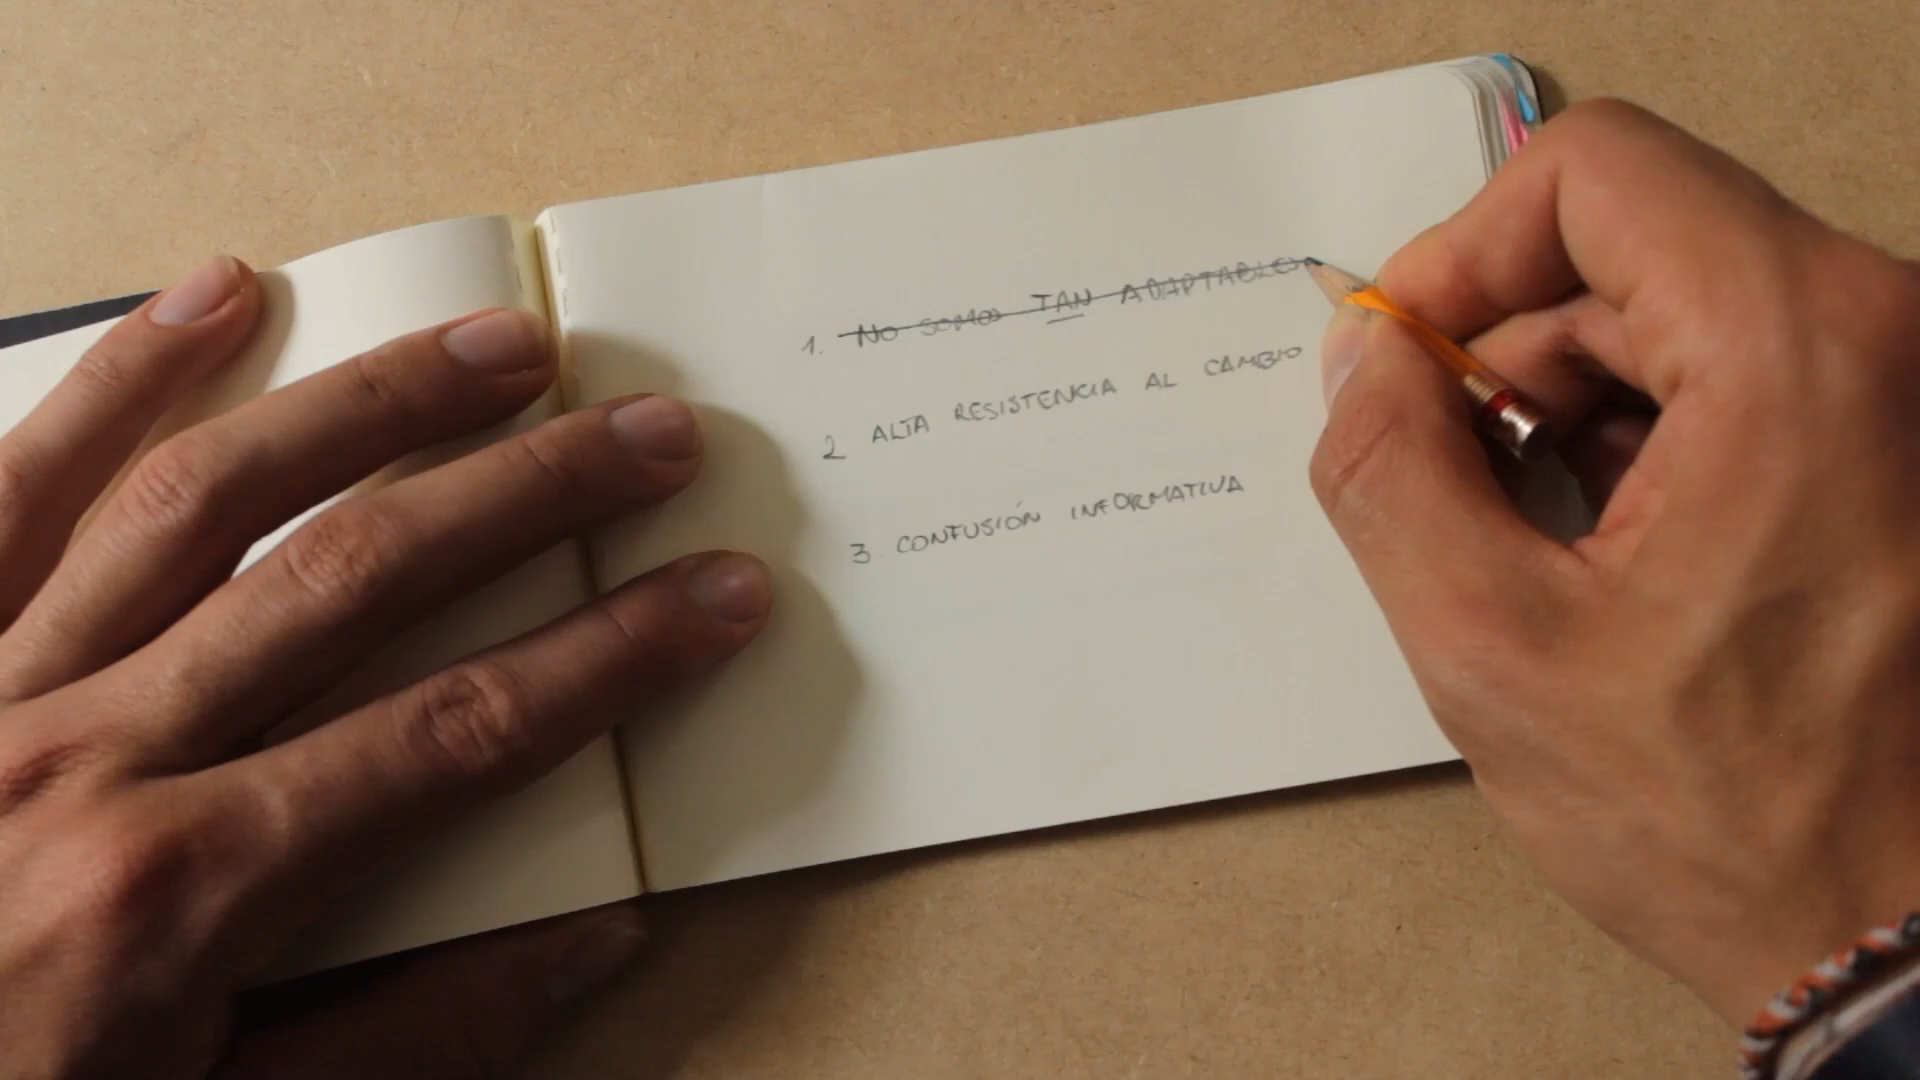 1. No SOMOS TAN ADAPTABLES
2 ALTA RESISTENCIA AL CAMBIO
3 CONFUSIÓN INFORMATIVA